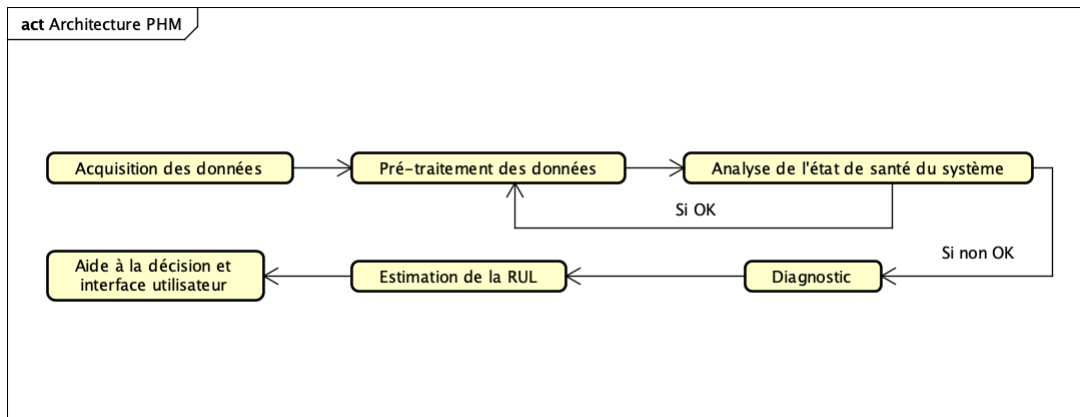 act Architecture PHM
Acquisition des données
Pré-traitement des données
Analyse de l'état de santé du système
Si OK
Si non OK
Diagnostic
Estimation de la RUL
Aide à la décision et
interface utilisateur